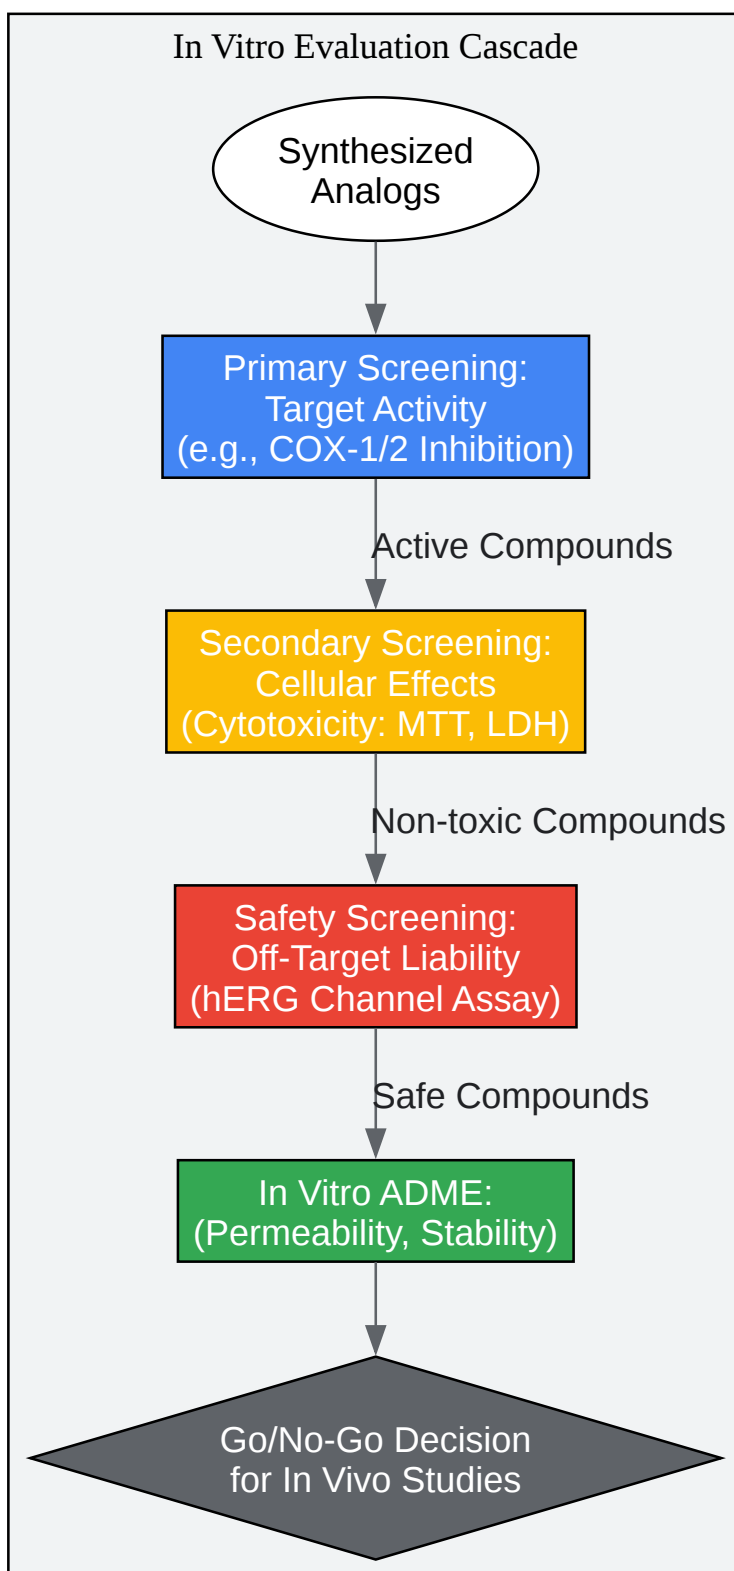 In Vitro Evaluation Cascade
Synthesized
Analogs
Primary Screening:
Target Activity
(e.g., COX-1/2 Inhibition)
Active Compounds
Secondary Screening:
Cellular Effects
(Cytotoxicity: MTT, LDH)
Non-toxic Compounds
Safety Screening:
Off-Target Liability
(hERG Channel Assay)
Safe Compounds
In Vitro ADME:
(Permeability, Stability)
Go/No-Go Decision
for In Vivo Studies